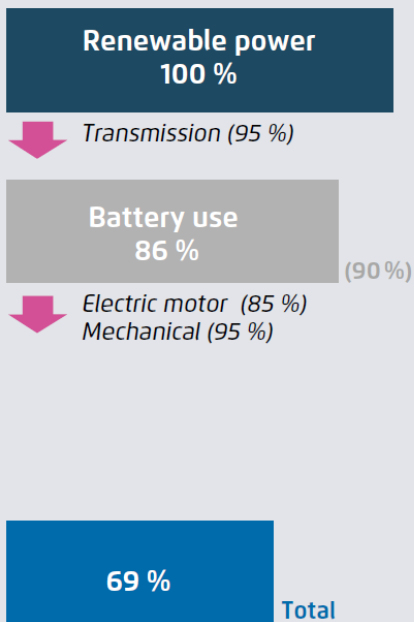 Renewable power
100 %
Transmission (95 %)
Battery use
86 %
(90 %)
Electric motor (85 %)
Mechanical (95 %)
69 %
Total